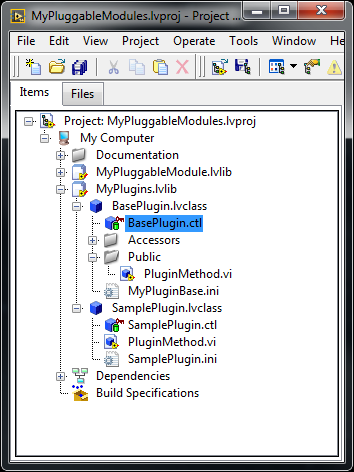 MyPluggableModules.lvproj - Project ...
File Edit View Project Operate Tools Window He
Items Files
Project: MyPluggableModules.lvproj
My Computer
Documentation
MyPluggableModule.lvlib
MyPlugins.lvlib
BasePlugin.lvclass
BasePlugin.ctl
Accessors
Public
PluginMethod.vi
MyPluginBase.ini
SamplePlugin.lvclass
SamplePlugin.ctl
PluginMethod.vi
SamplePlugin.ini
Dependencies
Build Specifications